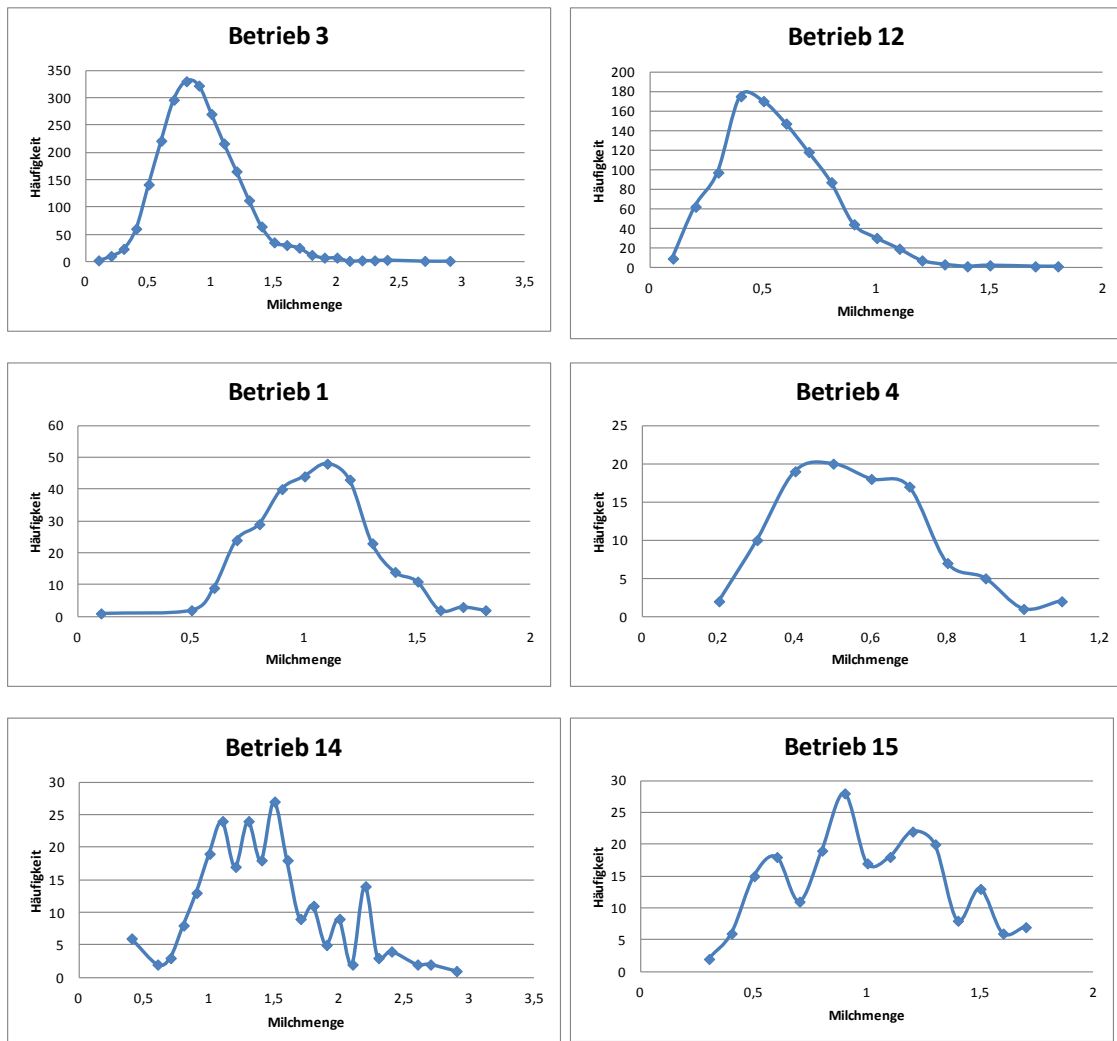 Betrieb 3
Häufigkeit
350
300
250
200
150
100
50
0
0 0,5 1 1,5 2 2,5 3 3,5
Milchmenge
Betrieb 12
Häufigkeit
200
180
160
140
120
100
80
60
40
20
0
0 0,5 1 1,5 2
Milchmenge
Betrieb 1
Häufigkeit
60
50
40
30
20
10
0
0 0,5 1 1,5 2
Milchmenge
Betrieb 4
Häufigkeit
25
20
15
10
5
0
0 0,2 0,4 0,6 0,8 1 1,2
Milchmenge
Betrieb 14
Häufigkeit
30
25
20
15
10
5
0
0 0,5 1 1,5 2 2,5 3 3,5
Milchmenge
Betrieb 15
Häufigkeit
30
25
20
15
10
5
0
0 0,5 1 1,5 2
Milchmenge